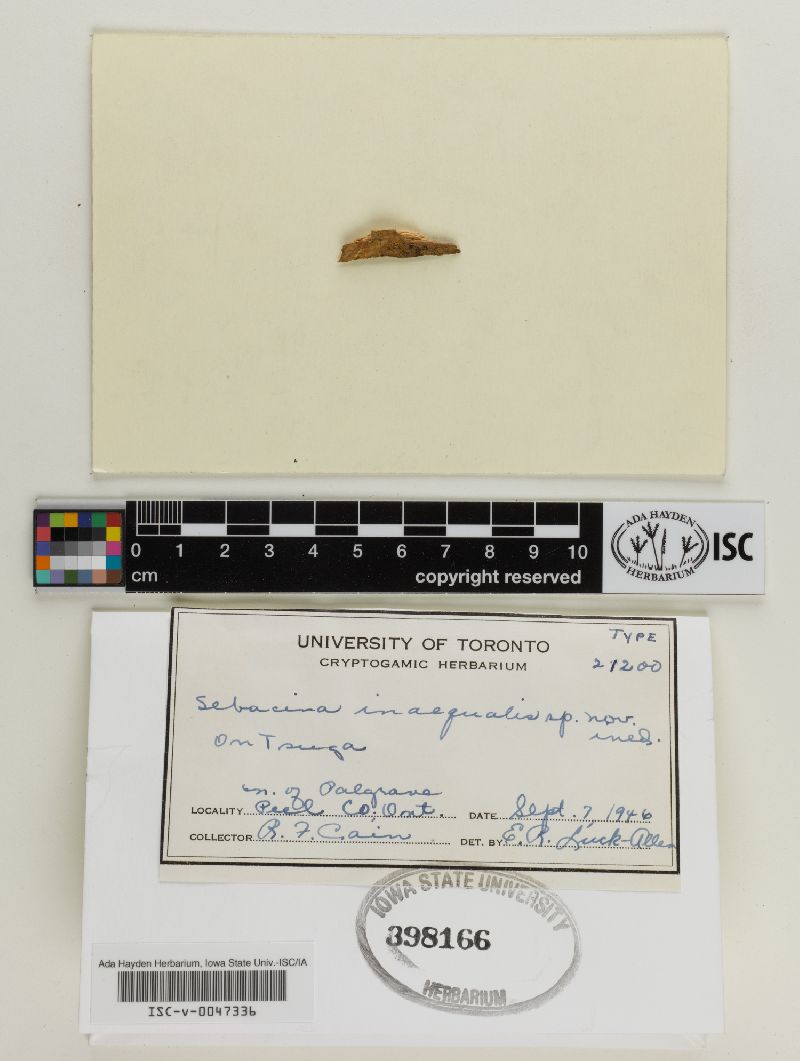 0 1 2 3 4 5 6 7 8 9 10
cm
copyright reserved
ADA HAYDEN
HERBARIUM
ISC
UNIVERSITY OF TORONTO
CRYPTOGAMIC HERBARIUM
TYPE
21200
Sebacina inaequalis sp. nov.
ined.
On Tsuga
n. of Palgrave
LOCALITY Peel Co., Ont. DATE Sept. 7 1946
COLLECTOR R. F. Cain DET. BY E. R. Luck-Allen
IOWA STATE UNIVERSITY
398166
HERBARIUM
Ada Hayden Herbarium, Iowa State Univ.-ISC/IA
ISC-v-0047336